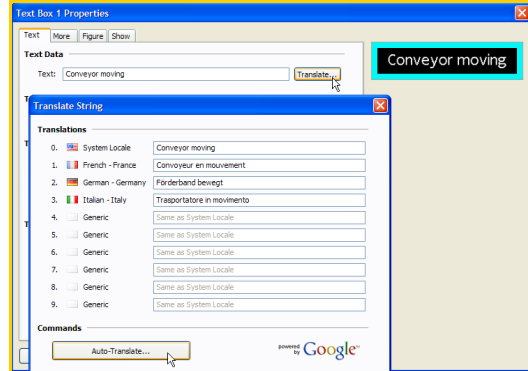 Text Box 1 Properties
Text More Figure Show
Text Data
Text: Conveyor moving Translate...
Conveyor moving
Translate String
Translations
0. System Locale Conveyor moving
1. French - France Convoyeur en mouvement
2. German - Germany Förderband bewegt
3. Italian - Italy Trasportatore in movimento
4. Generic Same as System Locale
5. Generic Same as System Locale
6. Generic Same as System Locale
7. Generic Same as System Locale
8. Generic Same as System Locale
9. Generic Same as System Locale
Commands
Auto-Translate... powered by Google